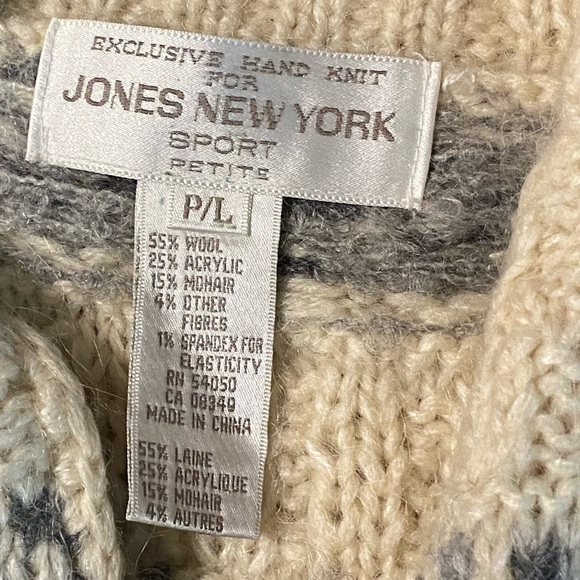 EXCLUSIVE HAND KNIT
FOR
JONES NEW YORK
SPORT
PETITE
P/L
55% WOOL
25% ACRYLIC
15% MOHAIR
4% OTHER
FIBRES
1% SPANDEX FOR
ELASTICITY
RN 54050
CA 08349
MADE IN CHINA
55% LAINE
25% ACRYLIQUE
15% MOHAIR
4% AUTRES